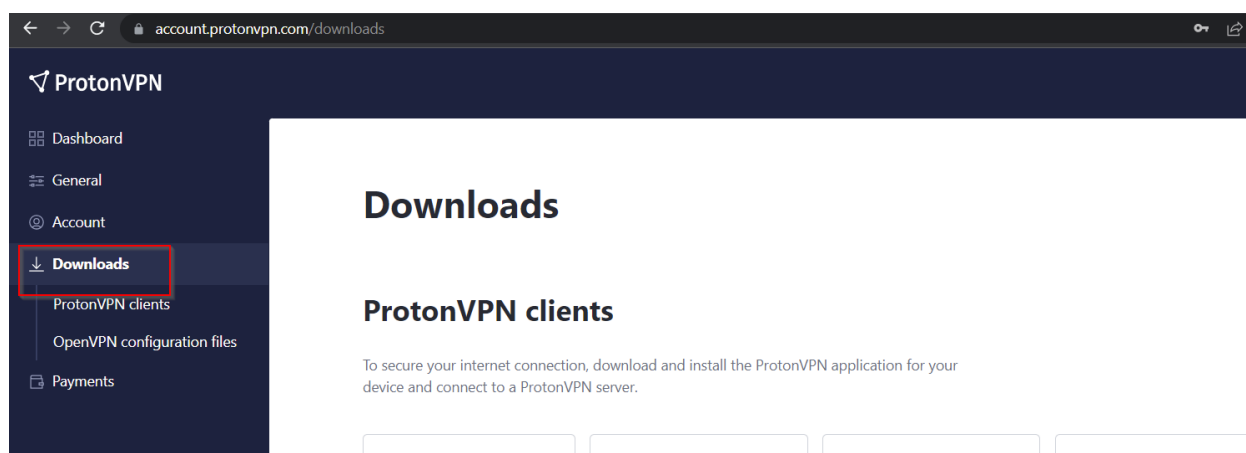 account.protonvpn.com/downloads
ProtonVPN
Dashboard
General
Account
Downloads
ProtonVPN clients
OpenVPN configuration files
Payments
Downloads
ProtonVPN clients
To secure your internet connection, download and install the ProtonVPN application for your
device and connect to a ProtonVPN server.